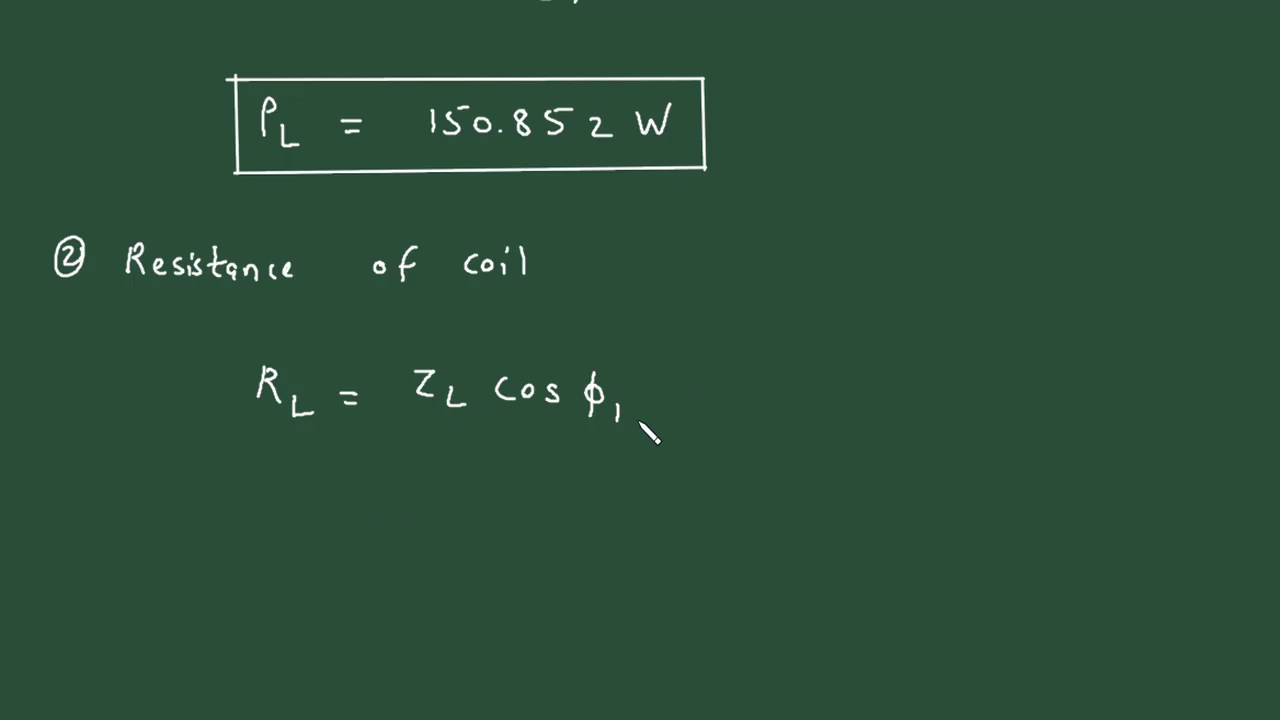 P_L = 150.852 W
② Resistance of coil
R_L = Z_L cos φ_1